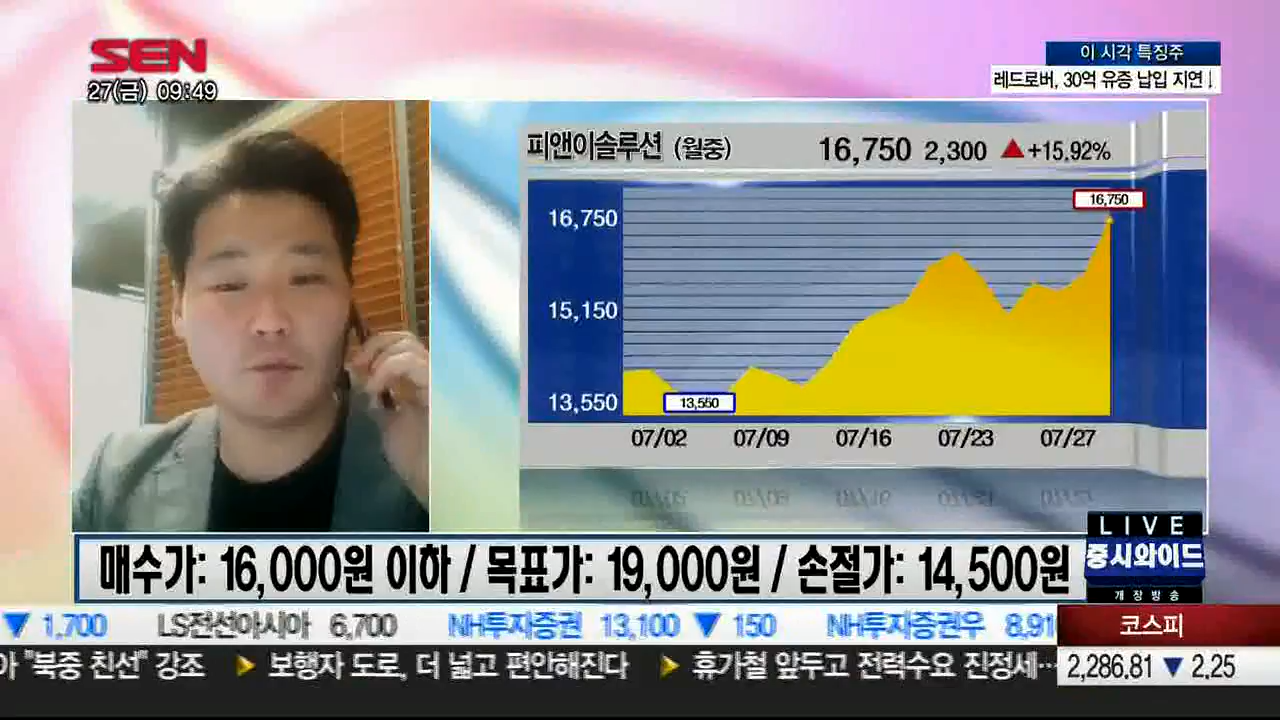 SEN
27(금) 09:49
이 시각 특징주
레드로버, 30억 유증 납입 지연↓
피앤이솔루션 (월중) 16,750 2,300 ▲+15.92%
16,750
16,750
15,150
13,550
13,550
07/02 07/09 07/16 07/23 07/27
매수가: 16,000원 이하 / 목표가: 19,000원 / 손절가: 14,500원
LIVE
증시와이드
개장방송
▼ 1,700 LS전선아시아 6,700 NH투자증권 13,100 ▼ 150 NH투자증권우 8,91
코스피
"북중 친선" 강조 ▶ 보행자 도로, 더 넓고 편안해진다 ▶ 휴가철 앞두고 전력수요 진정세…
2,286.81 ▼ 2.25